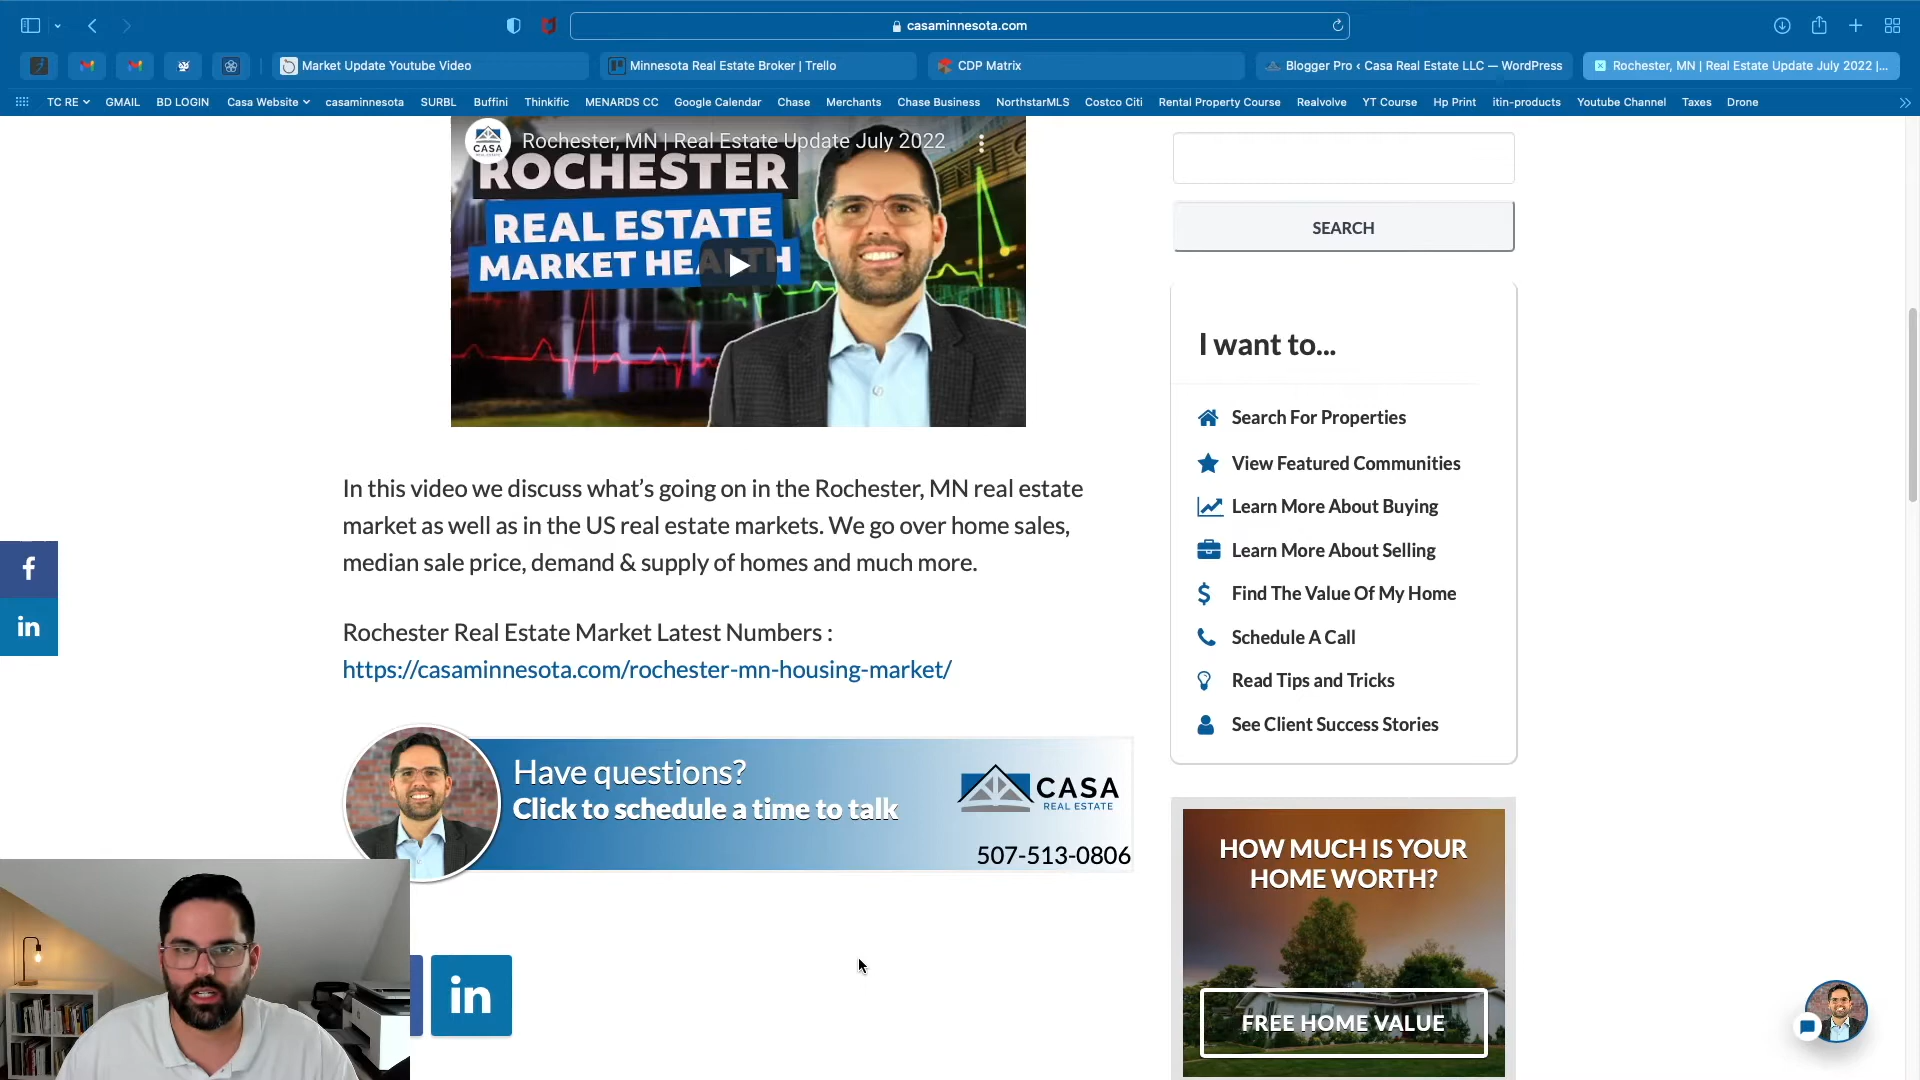 casaminnesota.com
Market Update Youtube Video
Minnesota Real Estate Broker | Trello
CDP Matrix
Blogger Pro ‹ Casa Real Estate LLC — WordPress
Rochester, MN | Real Estate Update July 2022 |...
TC RE
GMAIL
BD LOGIN
Casa Website
casaminnesota
SURBL
Buffini
Thinkific
MENARDS CC
Google Calendar
Chase
Merchants
Chase Business
NorthstarMLS
Costco Citi
Rental Property Course
Realvolve
YT Course
Hp Print
itin-products
Youtube Channel
Taxes
Drone
CASA
Rochester, MN | Real Estate Update July 2022
ROCHESTER
REAL ESTATE
MARKET HEALTH
In this video we discuss what's going on in the Rochester, MN real estate
market as well as in the US real estate markets. We go over home sales,
median sale price, demand & supply of homes and much more.
Rochester Real Estate Market Latest Numbers :
https://casaminnesota.com/rochester-mn-housing-market/
Have questions?
Click to schedule a time to talk
CASA
REAL ESTATE
507-513-0806
f
in
in
SEARCH
I want to...
Search For Properties
View Featured Communities
Learn More About Buying
Learn More About Selling
Find The Value Of My Home
Schedule A Call
Read Tips and Tricks
See Client Success Stories
HOW MUCH IS YOUR
HOME WORTH?
FREE HOME VALUE